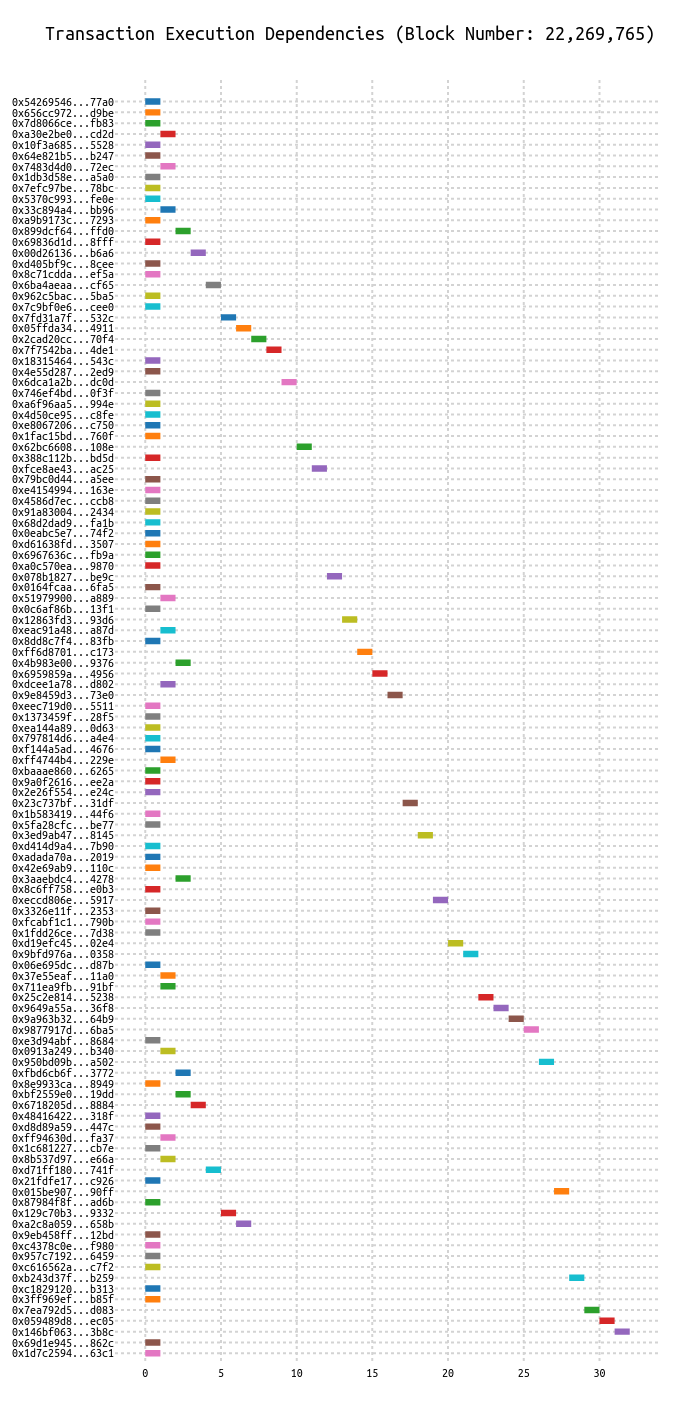 Transaction Execution Dependencies (Block Number: 22,269,765)
0x54269546...77a0
0x656cc972...d9be
0x7d8066ce...fb83
0xa30e2be0...cd2d
0x10f3a685...5528
0x64e821b5...b247
0x7483d4d0...72ec
0x1db3d58e...a5a0
0x7efc97be...78bc
0x5370c993...fe0e
0x33c894a4...bb96
0xa9b9173c...7293
0x899dcf64...ffd0
0x69836d1d...8fff
0x00d26136...b6a6
0xd405bf9c...8cee
0x8c71cdda...ef5a
0x6ba4aeaa...cf65
0x962c5bac...5ba5
0x7c9bf0e6...cee0
0x7fd31a7f...532c
0x05ffda34...4911
0x2cad20cc...70f4
0x7f7542ba...4de1
0x18315464...543c
0x4e55d287...2ed9
0x6dca1a2b...dc0d
0x746ef4bd...0f3f
0xa6f96aa5...994e
0x4d50ce95...c8fe
0xe8067206...c750
0x1fac15bd...760f
0x62bc6608...108e
0x388c112b...bd5d
0xfce8ae43...ac25
0x79bc0d44...a5ee
0xe4154994...163e
0x4586d7ec...ccb8
0x91a83004...2434
0x68d2dad9...fa1b
0x0eabc5e7...74f2
0xd61638fd...3507
0x6967636c...fb9a
0xa0c570ea...9870
0x078b1827...be9c
0x0164fcaa...6fa5
0x51979900...a889
0x0c6af86b...13f1
0x12863fd3...93d6
0xeac91a48...a87d
0x8dd8c7f4...83fb
0xff6d8701...c173
0x4b983e00...9376
0x6959859a...4956
0xdcee1a78...d802
0x9e8459d3...73e0
0xeec719d0...5511
0x1373459f...28f5
0xea144a89...0d63
0x797814d6...a4e4
0xf144a5ad...4676
0xff4744b4...229e
0xbaaae860...6265
0x9a0f2616...ee2a
0x2e26f554...e24c
0x23c737bf...31df
0x1b583419...44f6
0x5fa28cfc...be77
0x3ed9ab47...8145
0xd414d9a4...7b90
0xadada70a...2019
0x42e69ab9...110c
0x3aaebdc4...4278
0x8c6ff758...e0b3
0xeccd806e...5917
0x3326e11f...2353
0xfcabf1c1...790b
0x1fdd26ce...7d38
0xd19efc45...02e4
0x9bfd976a...0358
0x06e695dc...d87b
0x37e55eaf...11a0
0x711ea9fb...91bf
0x25c2e814...5238
0x9649a55a...36f8
0x9a963b32...64b9
0x9877917d...6ba5
0xe3d94abf...8684
0x0913a249...b340
0x950bd09b...a502
0xfbd6cb6f...3772
0x8e9933ca...8949
0xbf2559e0...19dd
0x6718205d...8884
0x48416422...318f
0xd8d89a59...447c
0xff94630d...fa37
0x1c681227...cb7e
0x8b537d97...e66a
0xd71ff180...741f
0x21fdfe17...c926
0x015be907...90ff
0x87984f8f...ad6b
0x129c70b3...9332
0xa2c8a059...658b
0x9eb458ff...12bd
0xc4378c0e...f980
0x957c7192...6459
0xc616562a...c7f2
0xb243d37f...b259
0xc1829120...b313
0x3ff969ef...b85f
0x7ea792d5...d083
0x059489d8...ec05
0x146bf063...3b8c
0x69d1e945...862c
0x1d7c2594...63c1
0 5 10 15 20 25 30